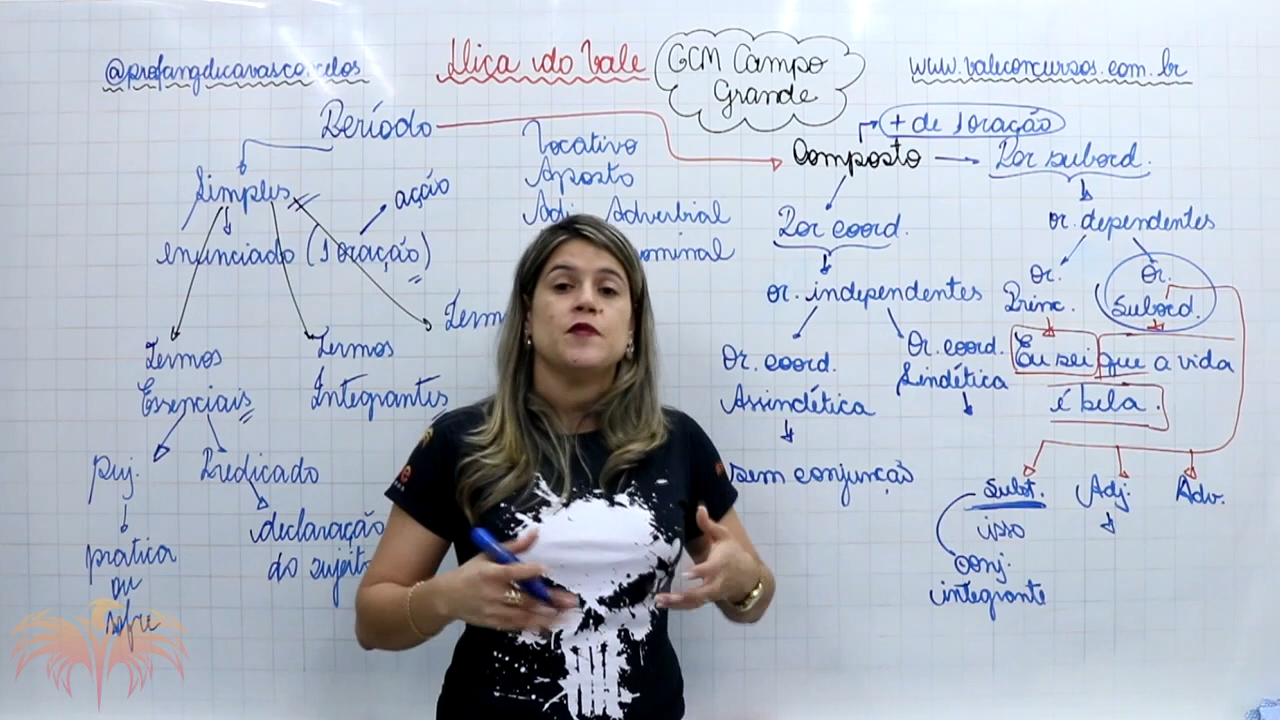 @profangelicavasconcelos
Dica do Vale
GCM Campo
Grande
www.valeconcursos.com.br
Período
Simples
enunciado (1 oração)
ação
Termos
Essenciais
Suj.
pratica
ou
sofre
Predicado
declaração
do sujeito
Termos
Integrantes
Term
Vocativo
Aposto
Adj. Adverbial
ominal
Composto
+ de 1 oração
Por coord.
or. independentes
Or. coord.
Assindética
sem conjunção
Or. coord.
Sindética
Por subord.
or. dependentes
Or.
Princ.
Or.
Subord.
Eu sei que a vida
é bela.
Subst.
isso
conj.
integrante
Adj.
Adv.